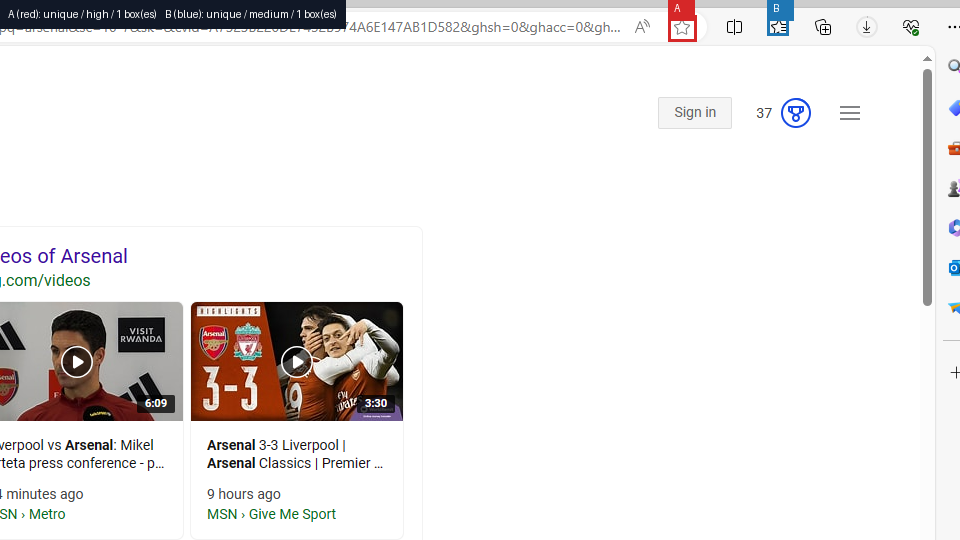 A (red): unique / high / 1 box(es) B (blue): unique / medium / 1 box(es)
A
B
Sign in
37
eos of Arsenal
g.com/videos
VISIT RWANDA
6:09
HIGHLIGHTS
Arsenal
3-3
3:30
verpool vs Arsenal: Mikel
rteta press conference - p...
Arsenal 3-3 Liverpool |
Arsenal Classics | Premier ...
4 minutes ago
9 hours ago
SN › Metro
MSN › Give Me Sport